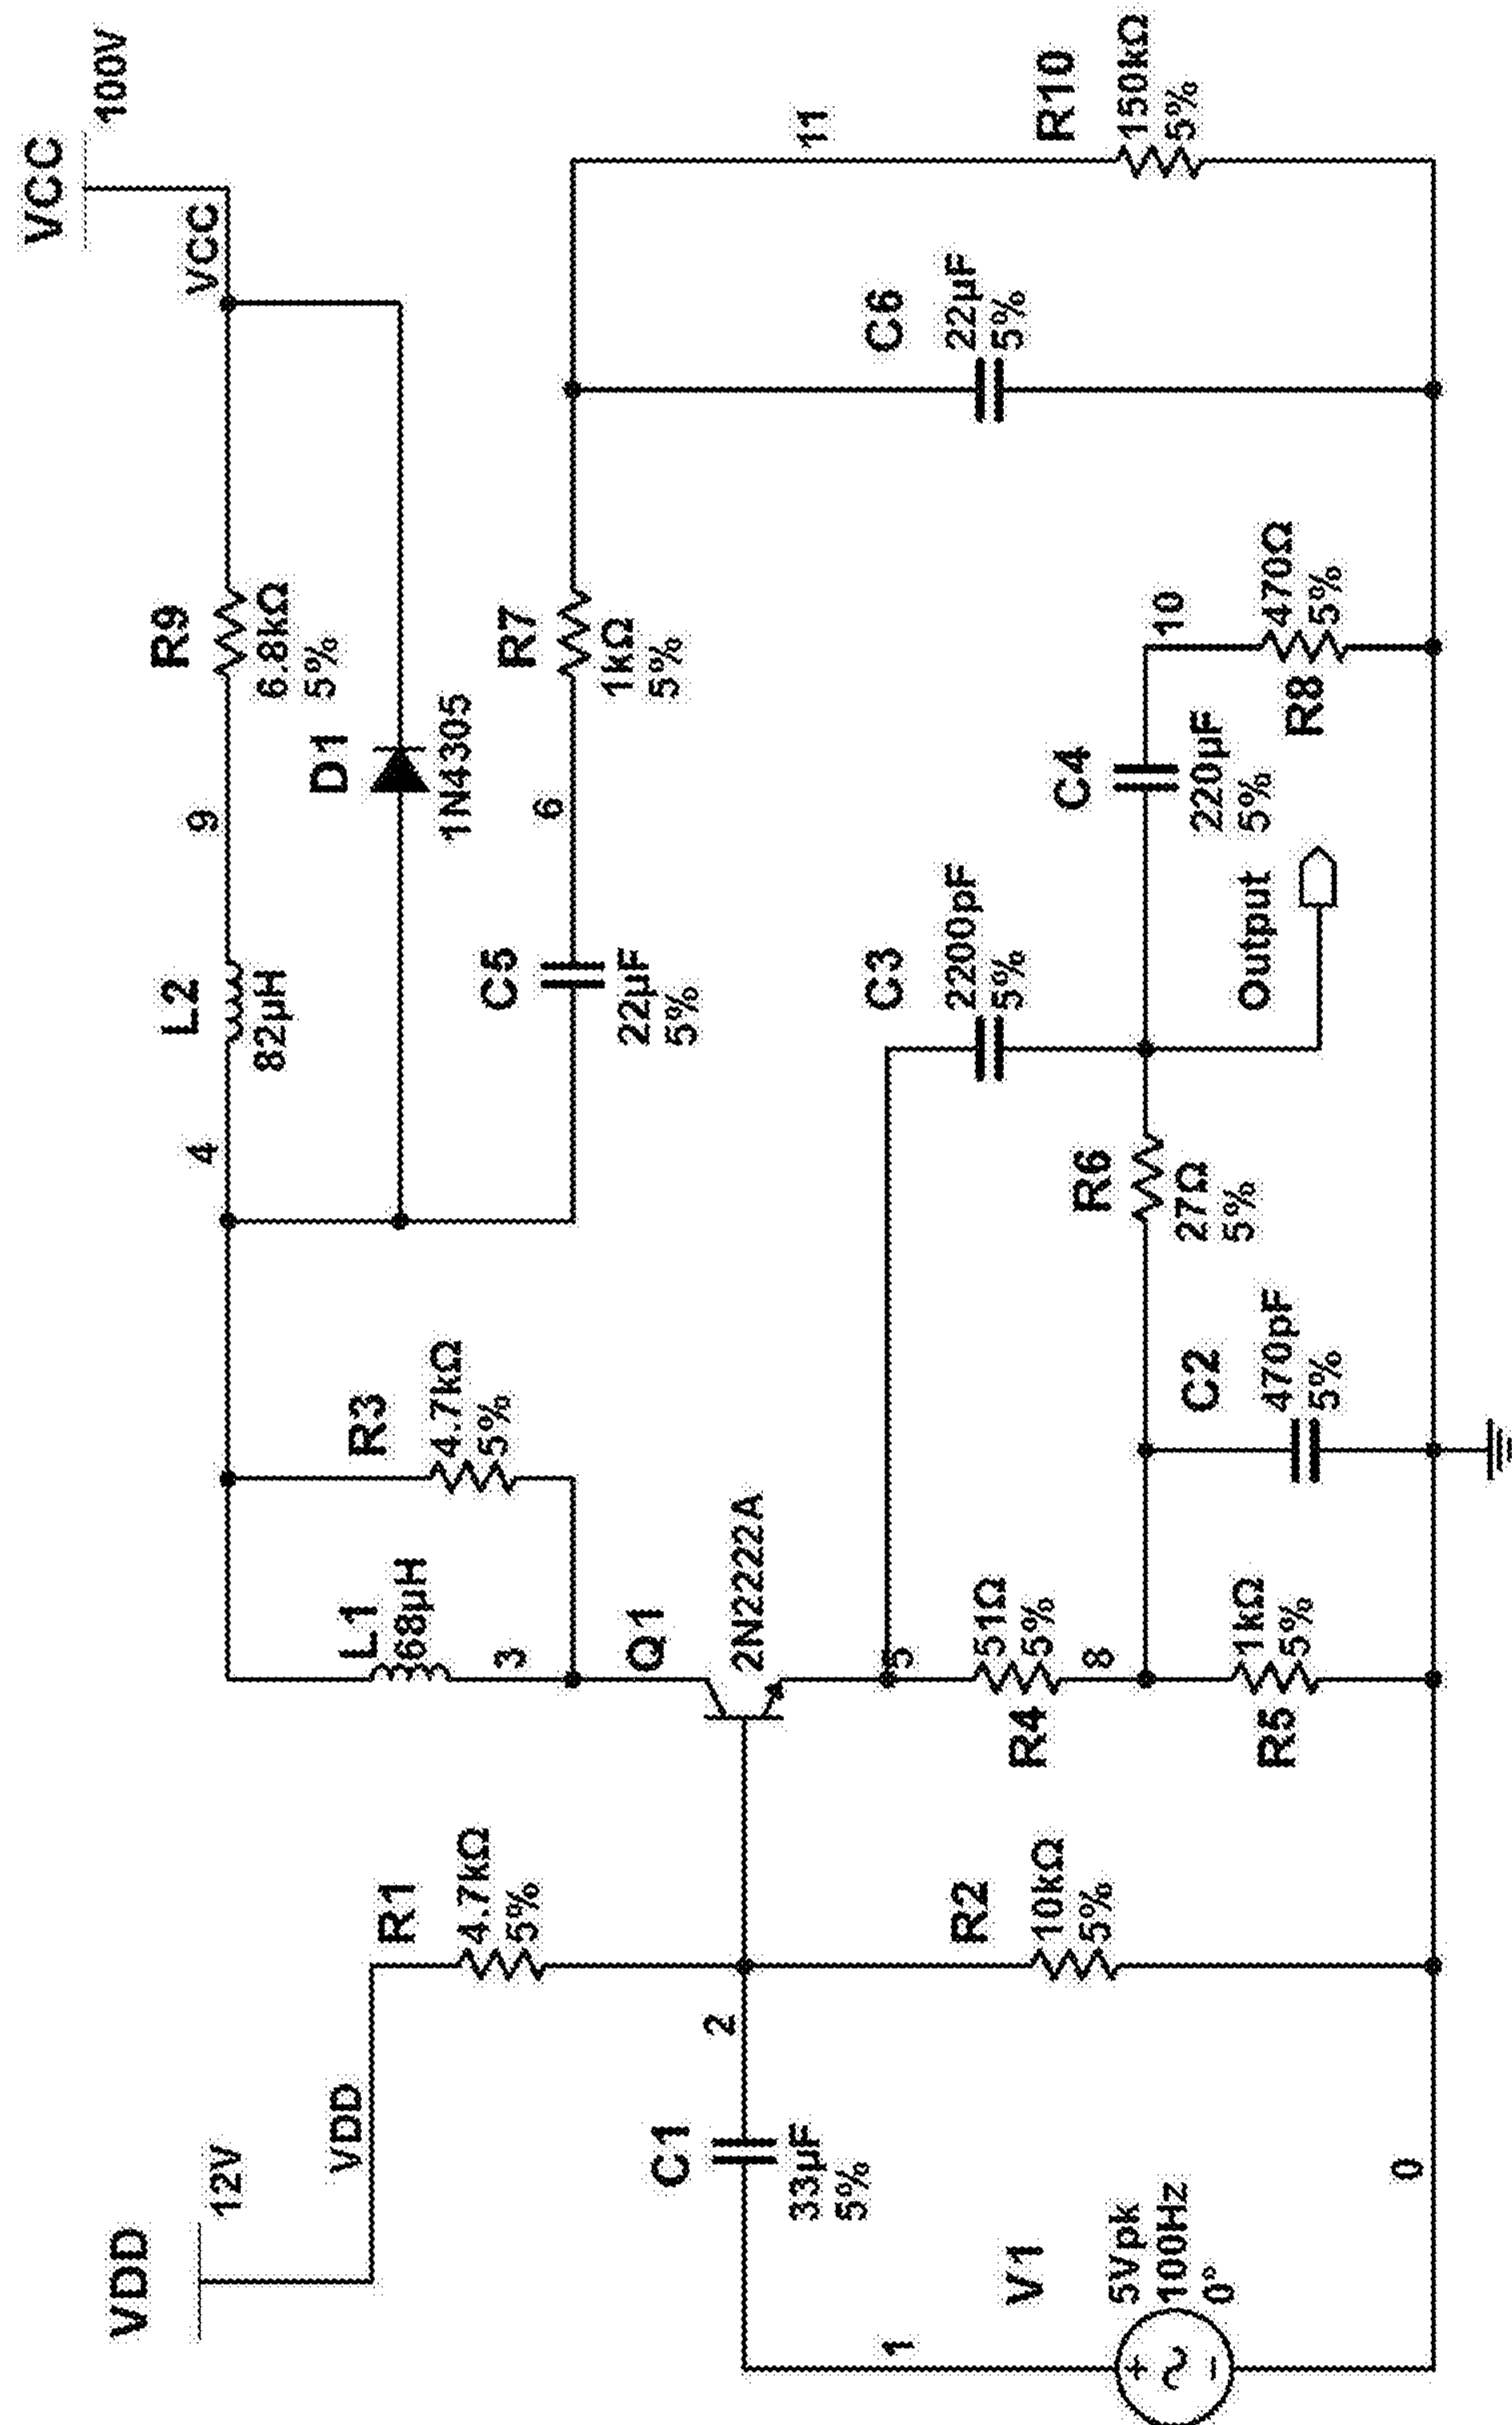 VDD
12V
VDD
R1
4.7kΩ
5%
C1
33µF
5%
2
1
V1
5Vpk
100Hz
0°
R2
10kΩ
5%
0
L1
68µH
3
R3
4.7kΩ
5%
Q1
2N2222A
5
R4
51Ω
5%
8
R5
1kΩ
5%
C2
470pF
5%
R6
27Ω
5%
C3
2200pF
5%
Output
C4
220µF
5%
10
R8
470Ω
5%
4
L2
82µH
9
R9
6.8kΩ
5%
D1
1N4305
C5
22µF
5%
6
R7
1kΩ
5%
VCC
100V
VCC
C6
22µF
5%
11
R10
150kΩ
5%